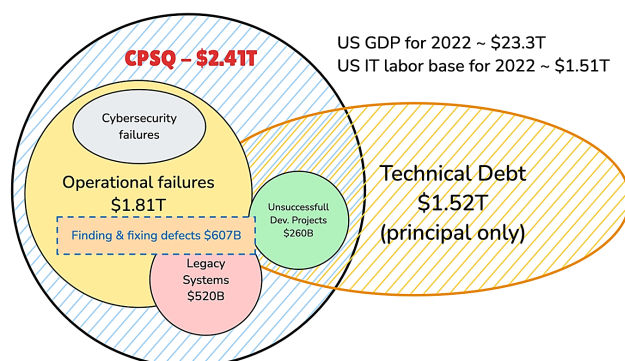 CPSQ – $2.41T
US GDP for 2022 ~ $23.3T
US IT labor base for 2022 ~ $1.51T
Cybersecurity
failures
Operational failures
$1.81T
Finding & fixing defects $607B
Legacy
Systems
$520B
Unsuccessfull
Dev. Projects
$260B
Technical Debt
$1.52T
(principal only)